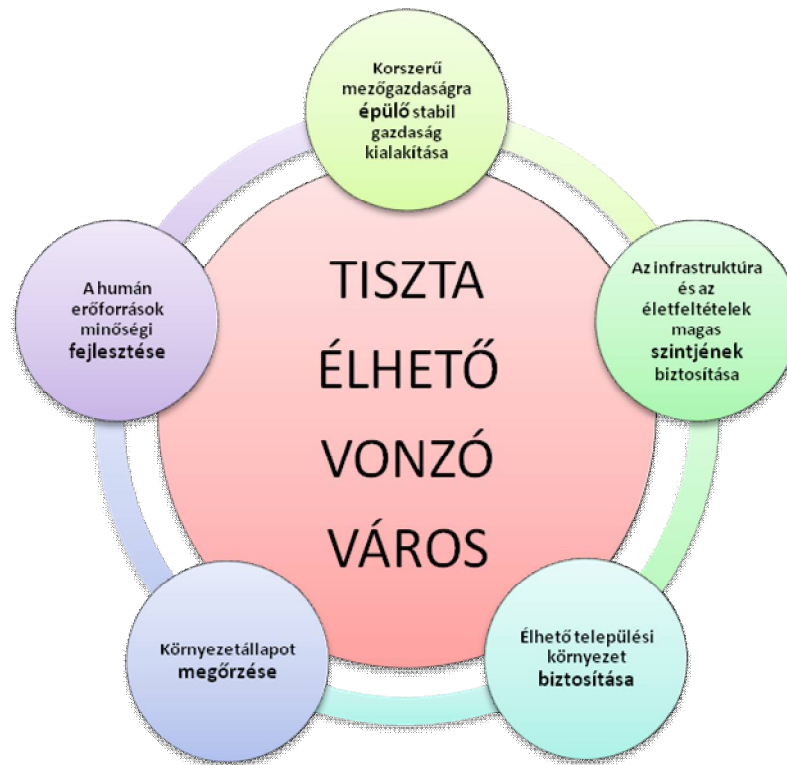 Korszerű
mezőgazdaságra
épülő stabil
gazdaság
kialakítása
A humán
erőforrások
minőségi
fejlesztése
TISZTA
ÉLHETŐ
VONZÓ
VÁROS
Az infrastruktúra
és az
életfeltételek
magas
szintjének biztosítása
Környezetállapot
megőrzése
Élhető települési
környezet
biztosítása